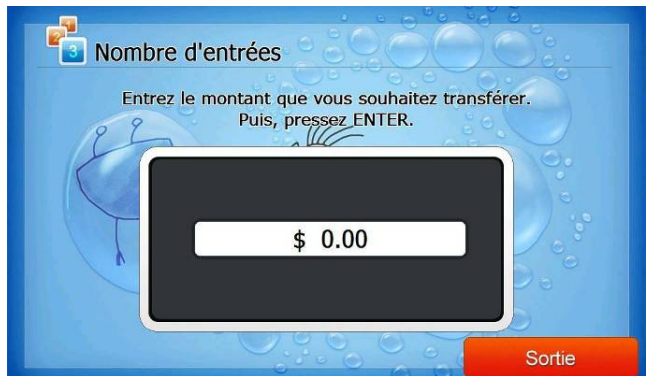 Nombre d'entrées
Entrez le montant que vous souhaitez transférer.
Puis, pressez ENTER.
$ 0.00
Sortie